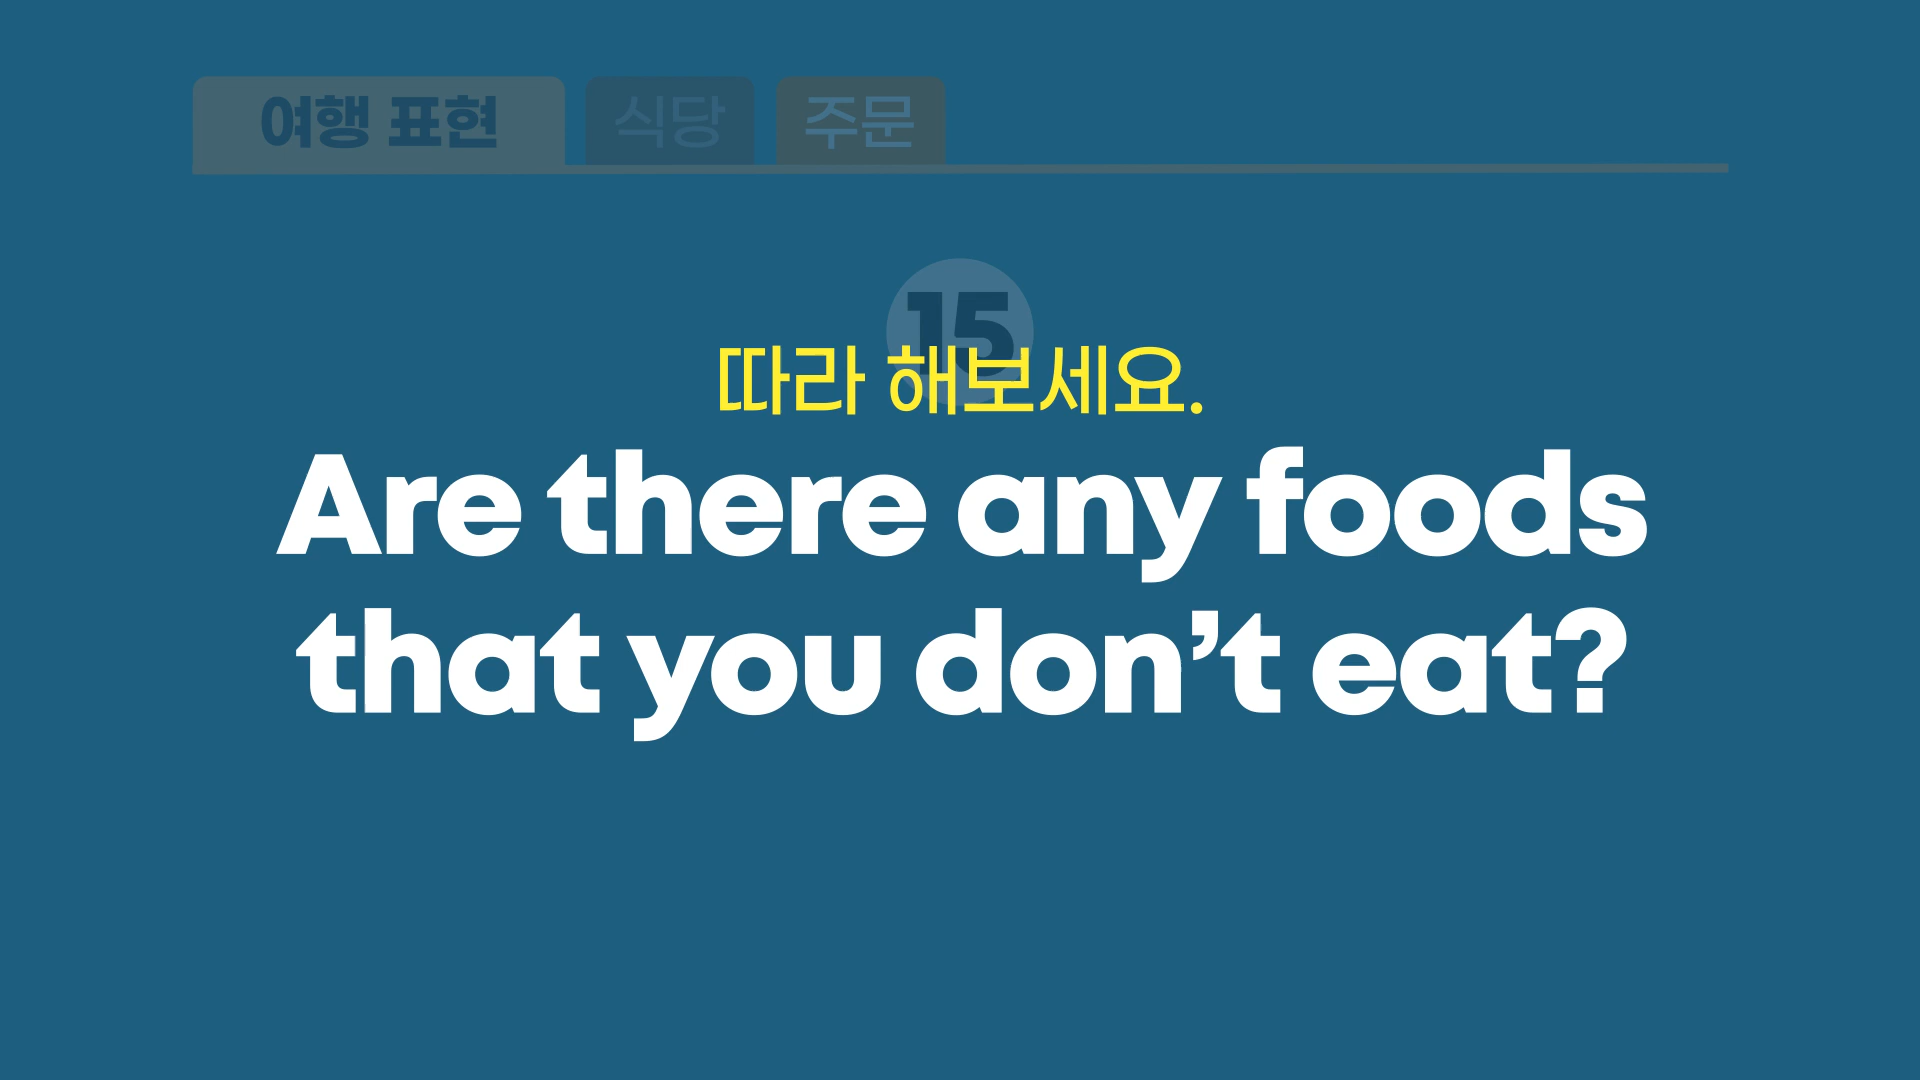 여행 표현 식당 주문
15
따라 해보세요.
Are there any foods
that you don’t eat?